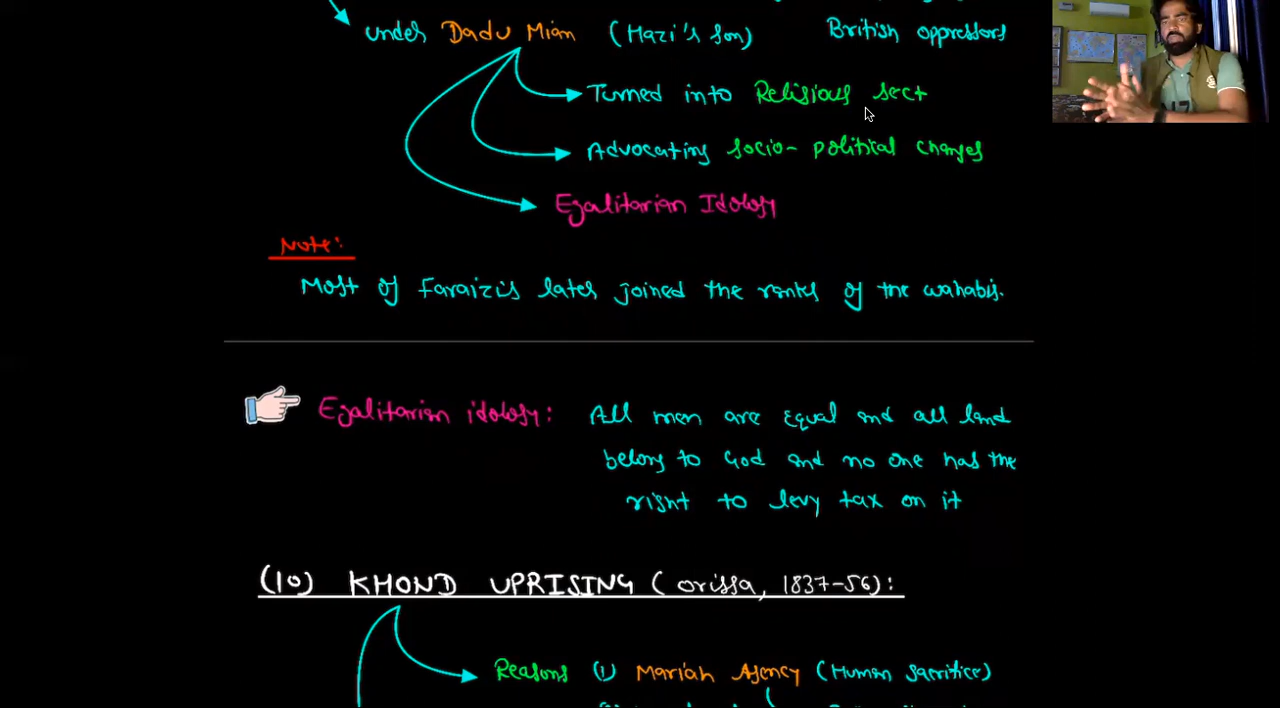 under Dadu Mian (Hazi's son) British oppressors
Turned into Religious sect
Advocating socio-political changes
Egalitarian Idology
Note:
Most of Faraizis later joined the ranks of the wahabis.
Egalitarian idology: All men are equal and all land
belong to God and no one has the
right to levy tax on it
(10) KHOND UPRISING (orissa, 1837-56):
Reasons (1) Mariah Agency (Human sacrifice)